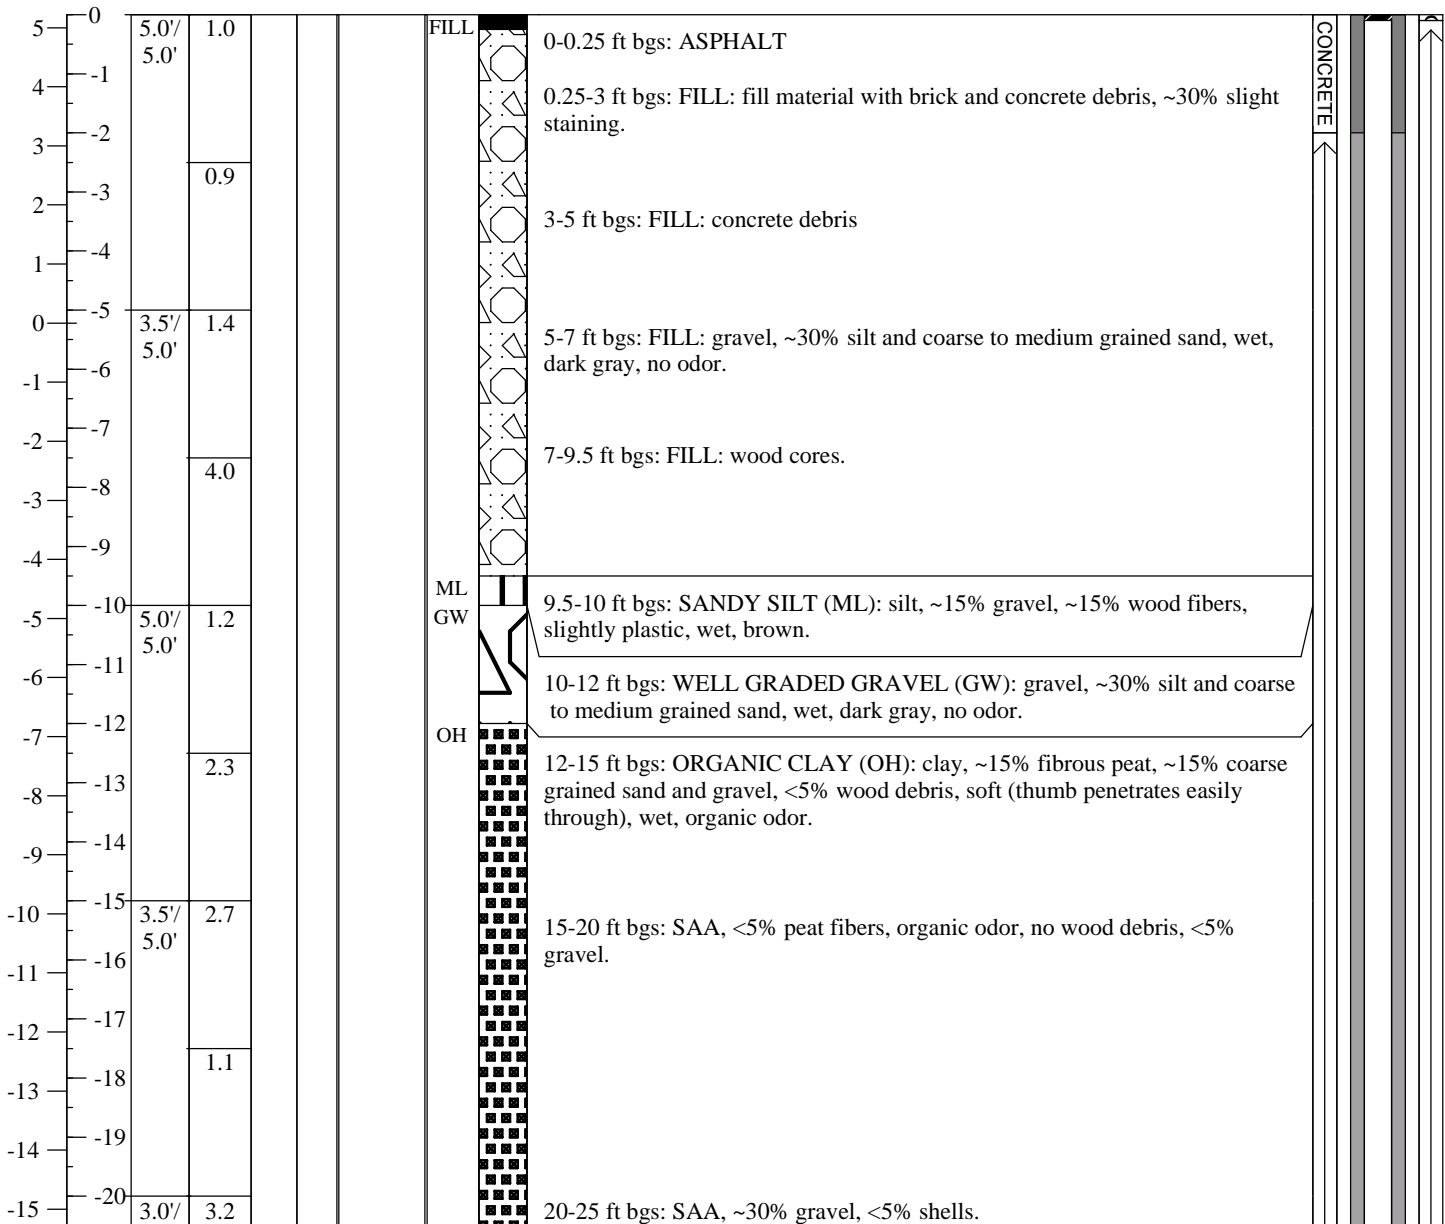 0
5
5.0'/
1.0
FILL
0-0.25 ft bgs: ASPHALT
CONCRETE
5.0'
-1
4
0.25-3 ft bgs: FILL: fill material with brick and concrete debris, ~30% slight
staining.
-2
3
0.9
-3
2
3-5 ft bgs: FILL: concrete debris
-4
1
-5
0
3.5'/
1.4
5.0'
5-7 ft bgs: FILL: gravel, ~30% silt and coarse to medium grained sand, wet,
dark gray, no odor.
-6
-1
-7
-2
7-9.5 ft bgs: FILL: wood cores.
4.0
-8
-3
-9
-4
ML
-10
9.5-10 ft bgs: SANDY SILT (ML): silt, ~15% gravel, ~15% wood fibers,
slightly plastic, wet, brown.
-5
5.0'/
1.2
GW
5.0'
-11
-6
10-12 ft bgs: WELL GRADED GRAVEL (GW): gravel, ~30% silt and coarse
to medium grained sand, wet, dark gray, no odor.
-12
-7
OH
12-15 ft bgs: ORGANIC CLAY (OH): clay, ~15% fibrous peat, ~15% coarse
grained sand and gravel, <5% wood debris, soft (thumb penetrates easily
through), wet, organic odor.
2.3
-13
-8
-14
-9
-15
-10
3.5'/
2.7
5.0'
15-20 ft bgs: SAA, <5% peat fibers, organic odor, no wood debris, <5%
gravel.
-16
-11
-17
-12
1.1
-18
-13
-19
-14
-20
-15
3.0'/
3.2
20-25 ft bgs: SAA, ~30% gravel, <5% shells.